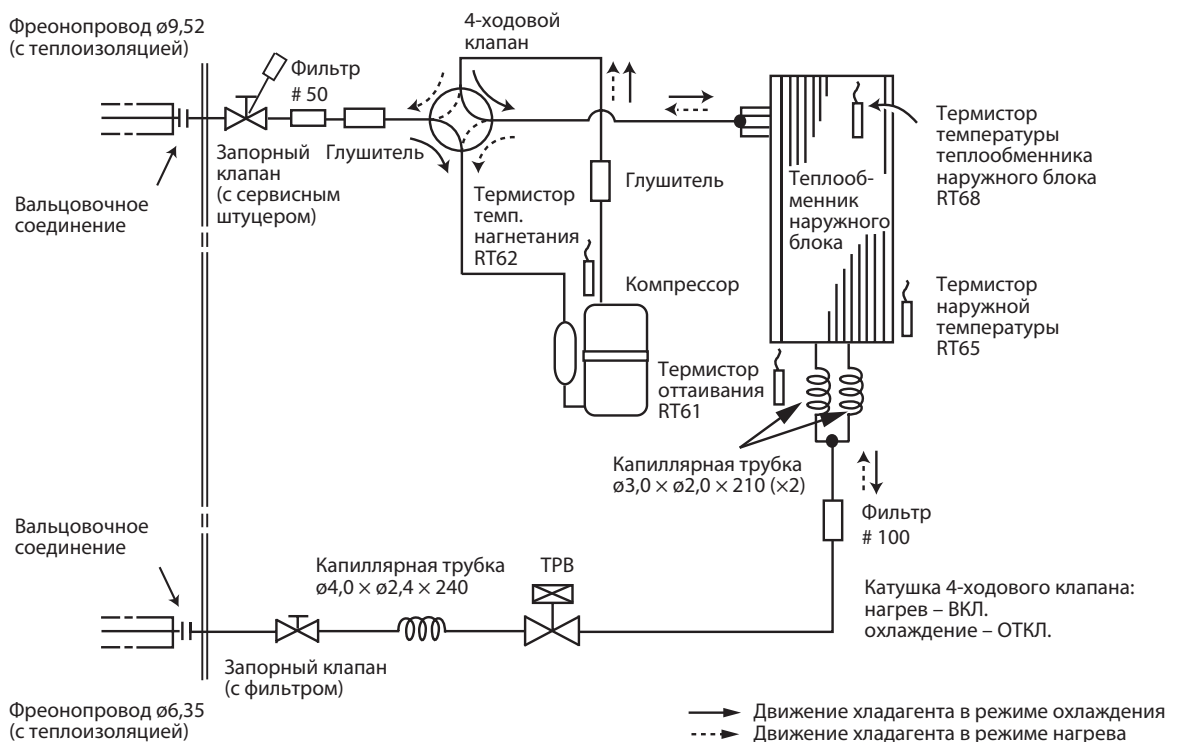 Фреонопровод ø9,52
(с теплоизоляцией)
4-ходовой
клапан
Фильтр
# 50
Запорный
клапан
(с сервисным
штуцером)
Глушитель
Вальцовочное
соединение
Термистор
темп.
нагнетания
RT62
Глушитель
Компрессор
Теплооб-
менник
наружного
блока
Термистор
температуры
теплообменника
наружного блока
RT68
Термистор
наружной
температуры
RT65
Термистор
оттаивания
RT61
Капиллярная трубка
ø3,0 × ø2,0 × 210 (×2)
Фильтр
# 100
Вальцовочное
соединение
Капиллярная трубка
ø4,0 × ø2,4 × 240
ТРВ
Катушка 4-ходового клапана:
нагрев – ВКЛ.
охлаждение – ОТКЛ.
Запорный клапан
(с фильтром)
Фреонопровод ø6,35
(с теплоизоляцией)
Движение хладагента в режиме охлаждения
Движение хладагента в режиме нагрева